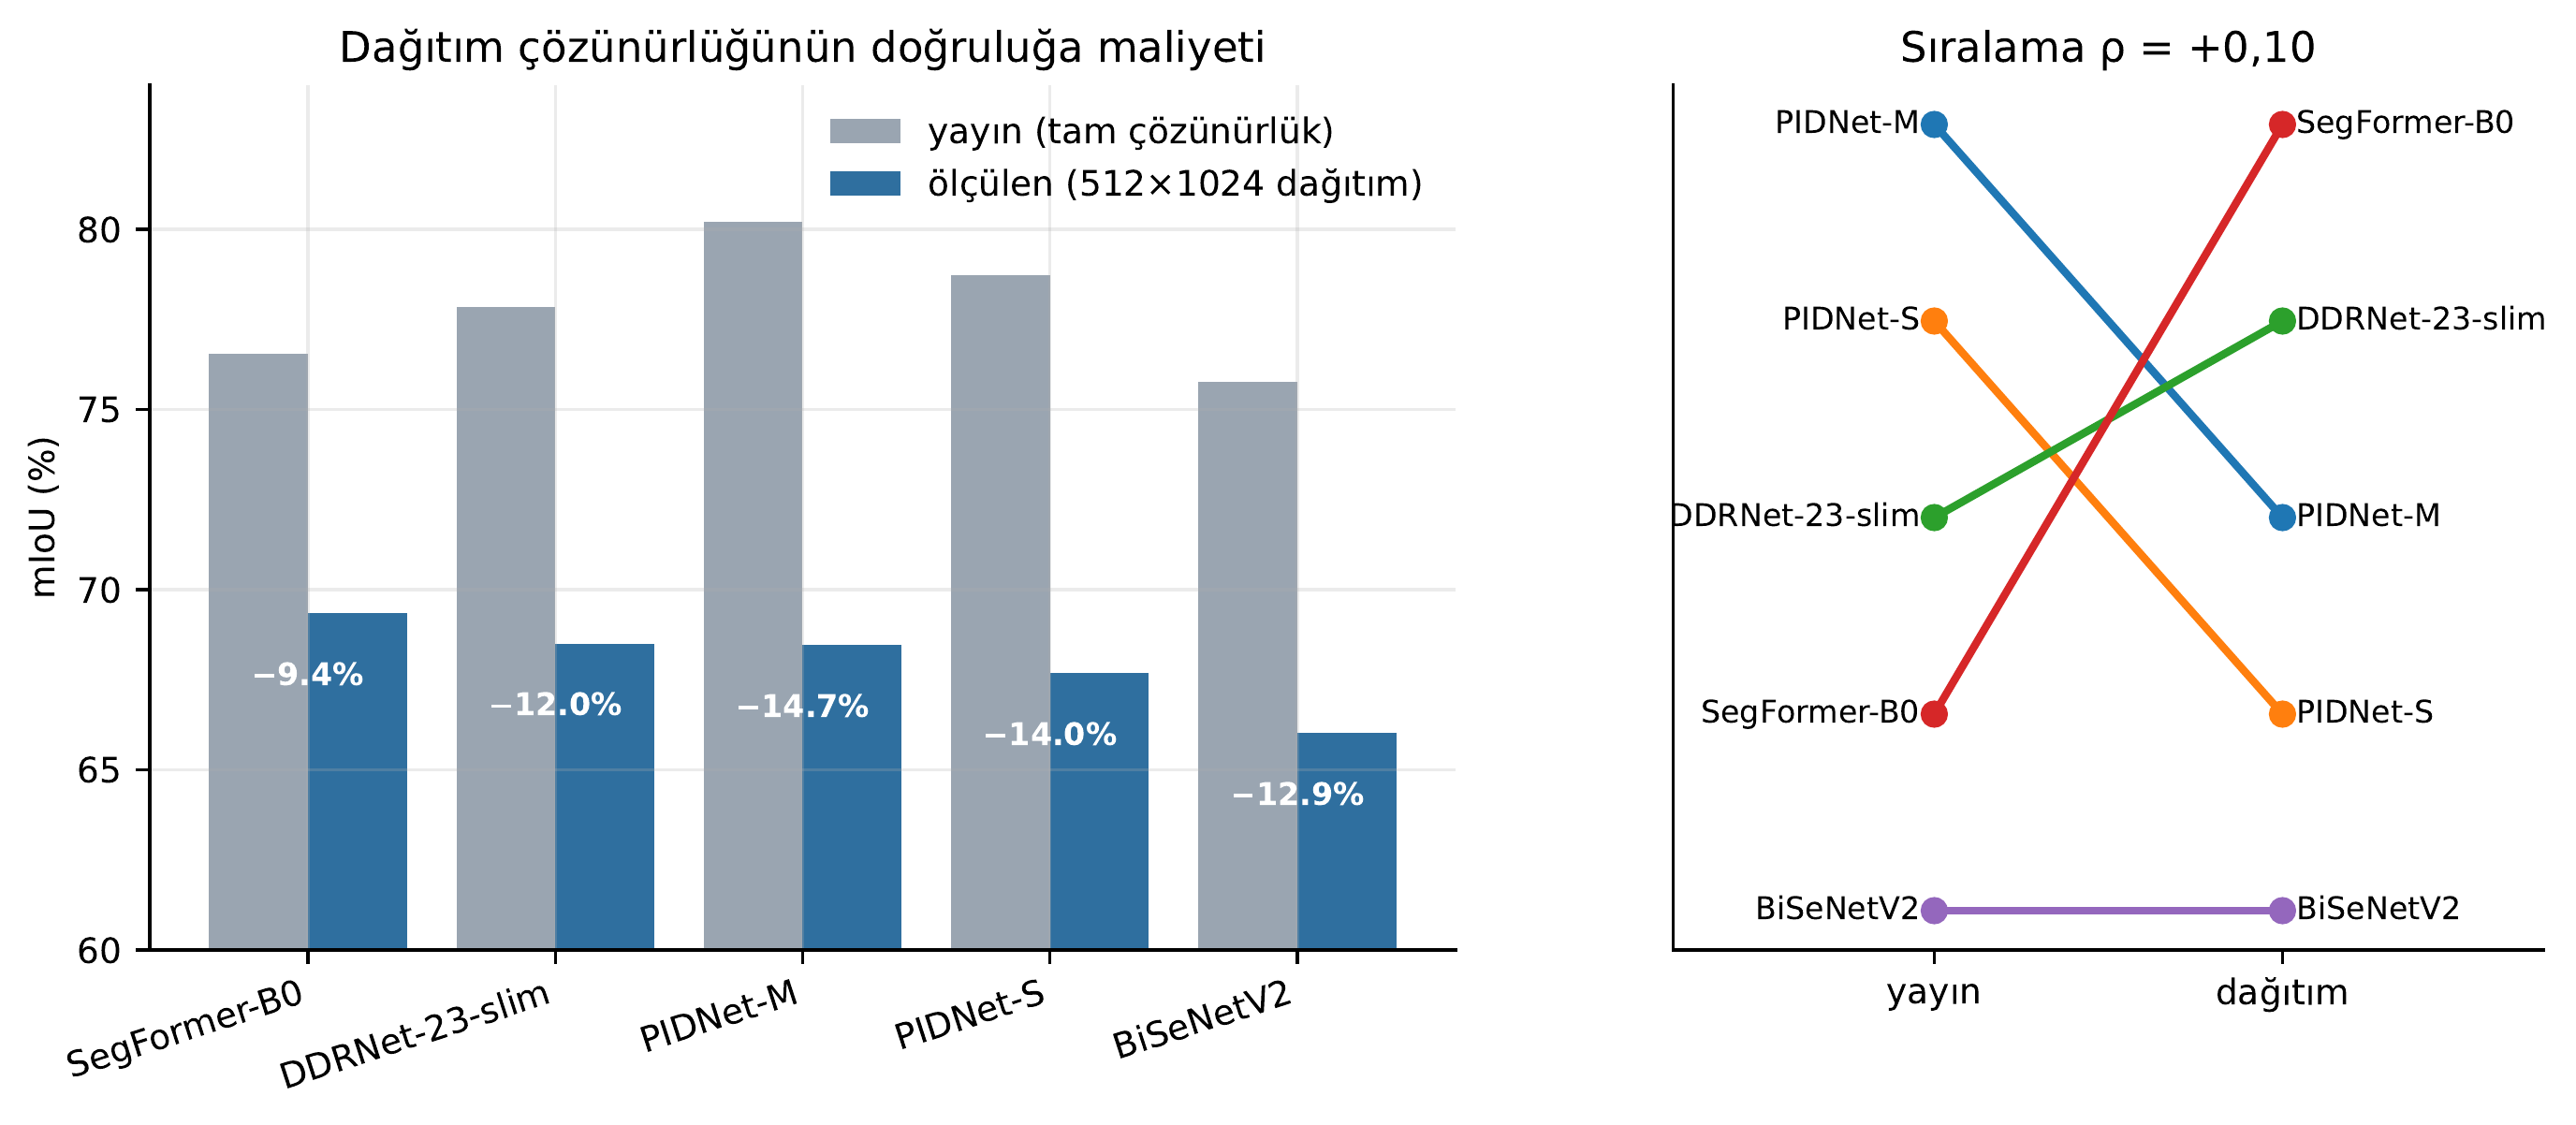 Dağıtım çözünürlüğünün doğruluğa maliyeti
yayın (tam çözünürlük)
ölçülen (512×1024 dağıtım)
mIoU (%)
80
75
70
65
60
−9.4%
−12.0%
−14.7%
−14.0%
−12.9%
SegFormer-B0
DDRNet-23-slim
PIDNet-M
PIDNet-S
BiSeNetV2
Sıralama ρ = +0,10
PIDNet-M
SegFormer-B0
PIDNet-S
DDRNet-23-slim
DDRNet-23-slim
PIDNet-M
SegFormer-B0
PIDNet-S
BiSeNetV2
BiSeNetV2
yayın
dağıtım